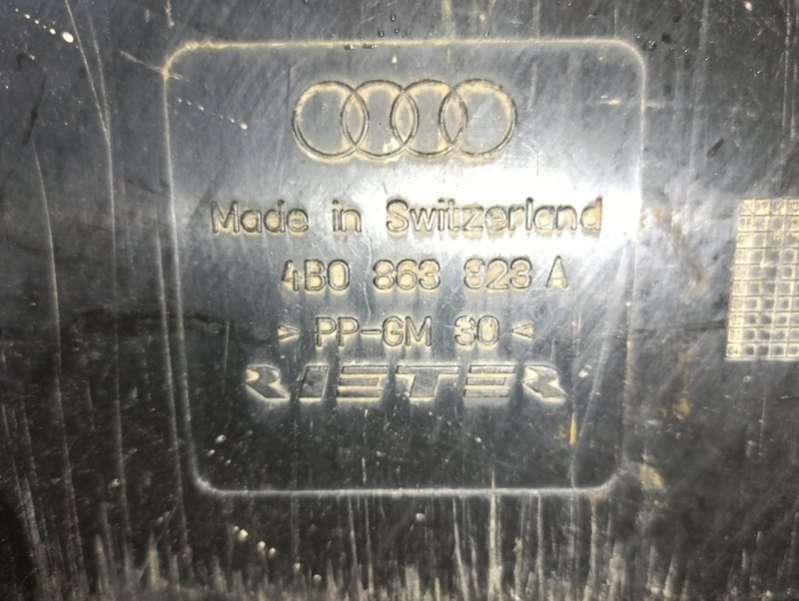 Made in Switzerland
4B0 863 823 A
> PP-GM 30 <
RIETER